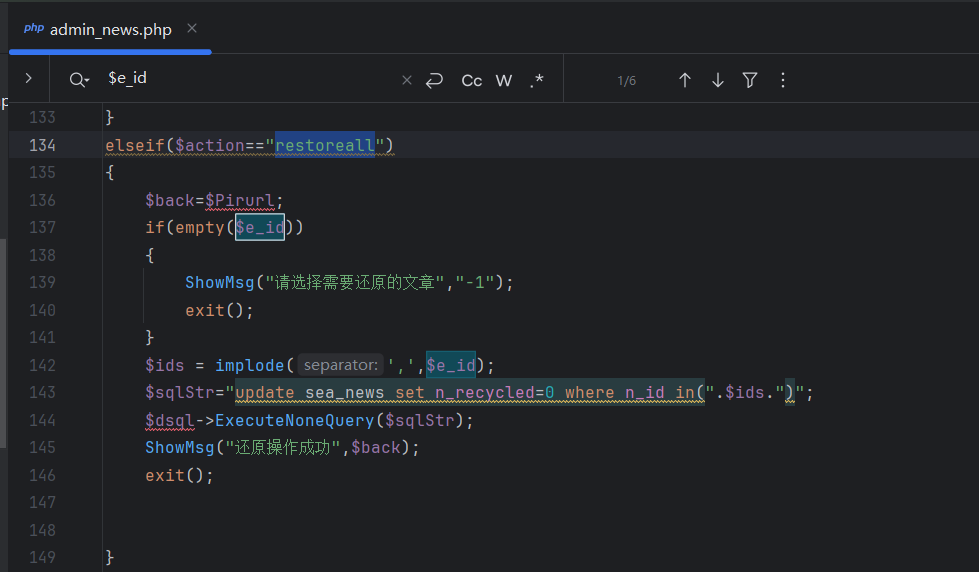 php admin_news.php ×
$e_id × Cc W .* 1/6
133 }
134 elseif($action=="restoreall")
135 {
136 $back=$Pirurl;
137 if(empty($e_id))
138 {
139 ShowMsg("请选择需要还原的文章","-1");
140 exit();
141 }
142 $ids = implode( separator: ',',$e_id);
143 $sqlStr="update sea_news set n_recycled=0 where n_id in(".$ids.")";
144 $dsql->ExecuteNoneQuery($sqlStr);
145 ShowMsg("还原操作成功",$back);
146 exit();
147
148
149 }